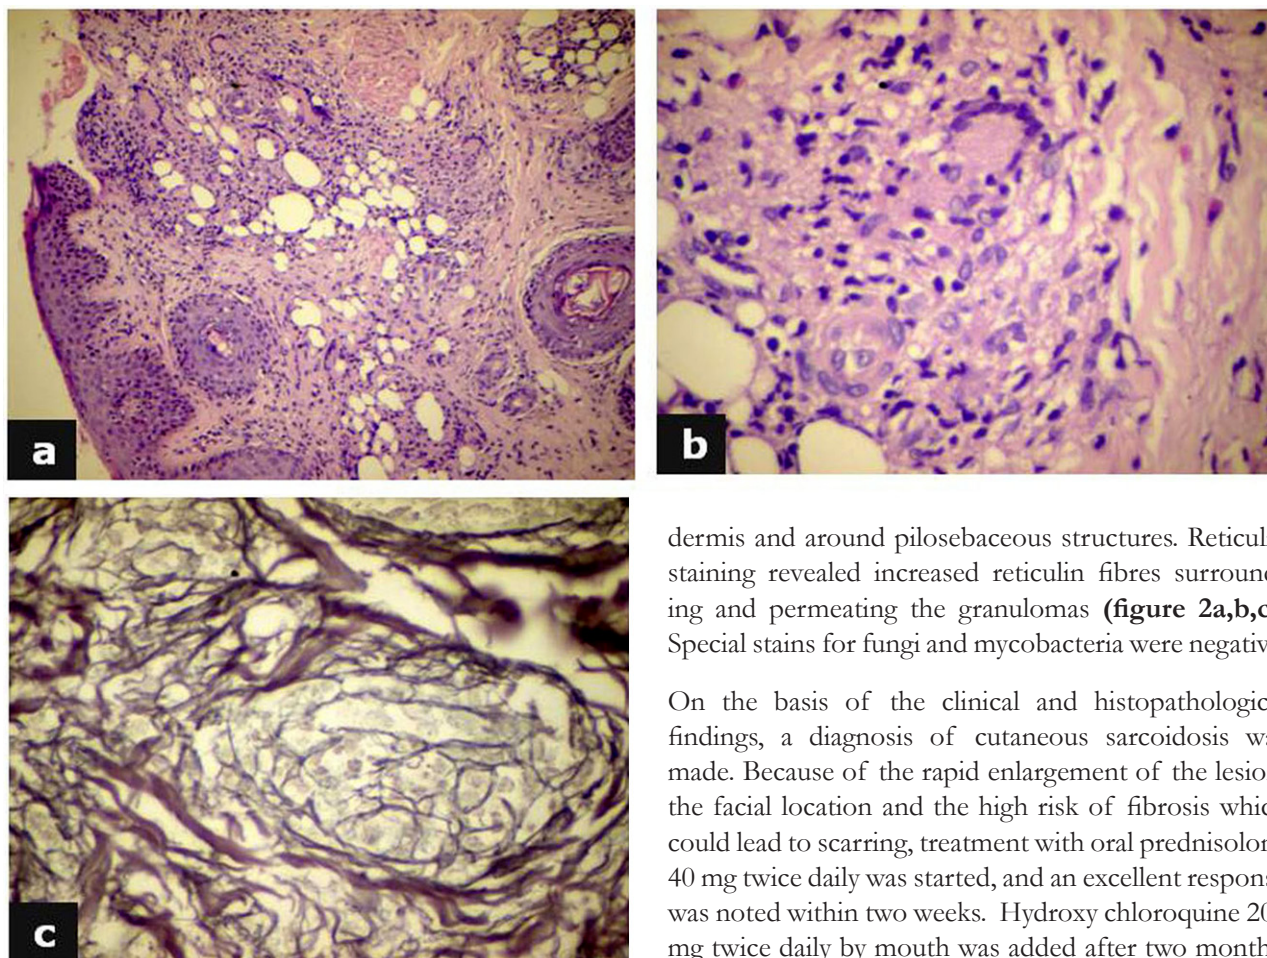 a
b
c
dermis and around pilosebaceous structures. Reticuli
staining revealed increased reticulin fibres surround
ing and permeating the granulomas (figure 2a,b,c
Special stains for fungi and mycobacteria were negativ
On the basis of the clinical and histopathologic
findings, a diagnosis of cutaneous sarcoidosis wa
made. Because of the rapid enlargement of the lesio
the facial location and the high risk of fibrosis whic
could lead to scarring, treatment with oral prednisolon
40 mg twice daily was started, and an excellent respons
was noted within two weeks. Hydroxy chloroquine 20
mg twice daily by mouth was added after two month